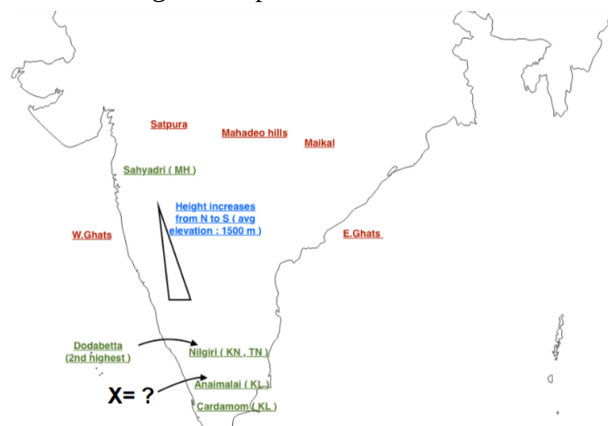 Satpura
Mahadeo hills
Maikal
Sahyadri ( MH )
Height increases
from N to S ( avg
elevation : 1500 m )
W.Ghats
E.Ghats
Dodabetta
(2nd highest )
Nilgiri ( KN , TN )
X= ?
Anaimalai ( KL )
Cardamom ( KL )